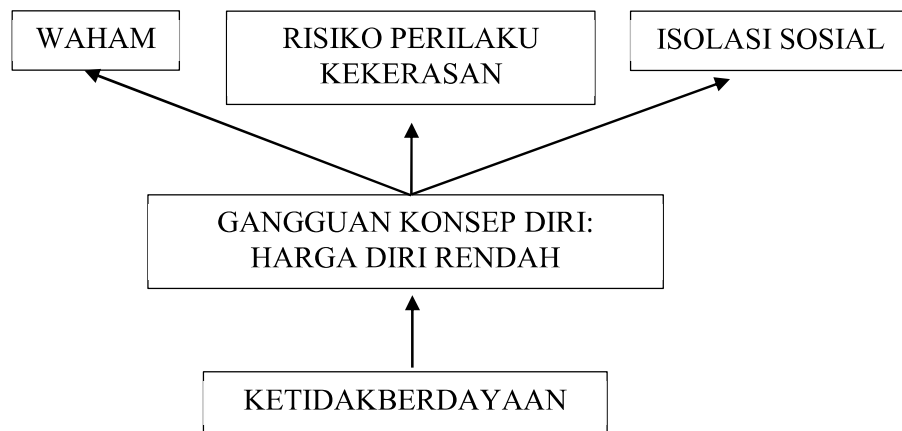 WAHAM
RISIKO PERILAKU
KEKERASAN
ISOLASI SOSIAL
GANGGUAN KONSEP DIRI:
HARGA DIRI RENDAH
KETIDAKBERDAYAAN